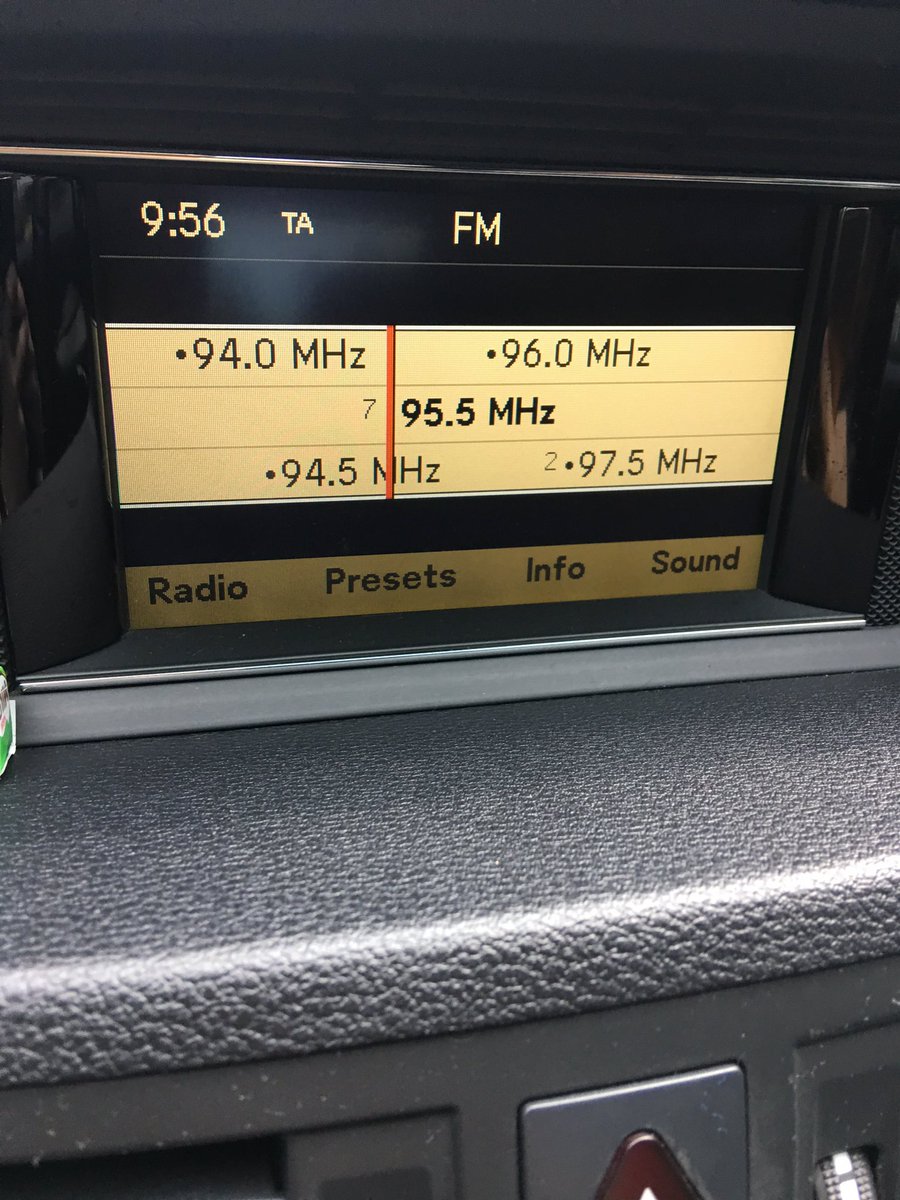 9:56 TA FM
•94.0 MHz •96.0 MHz
7 95.5 MHz
•94.5 MHz 2 •97.5 MHz
Radio Presets Info Sound